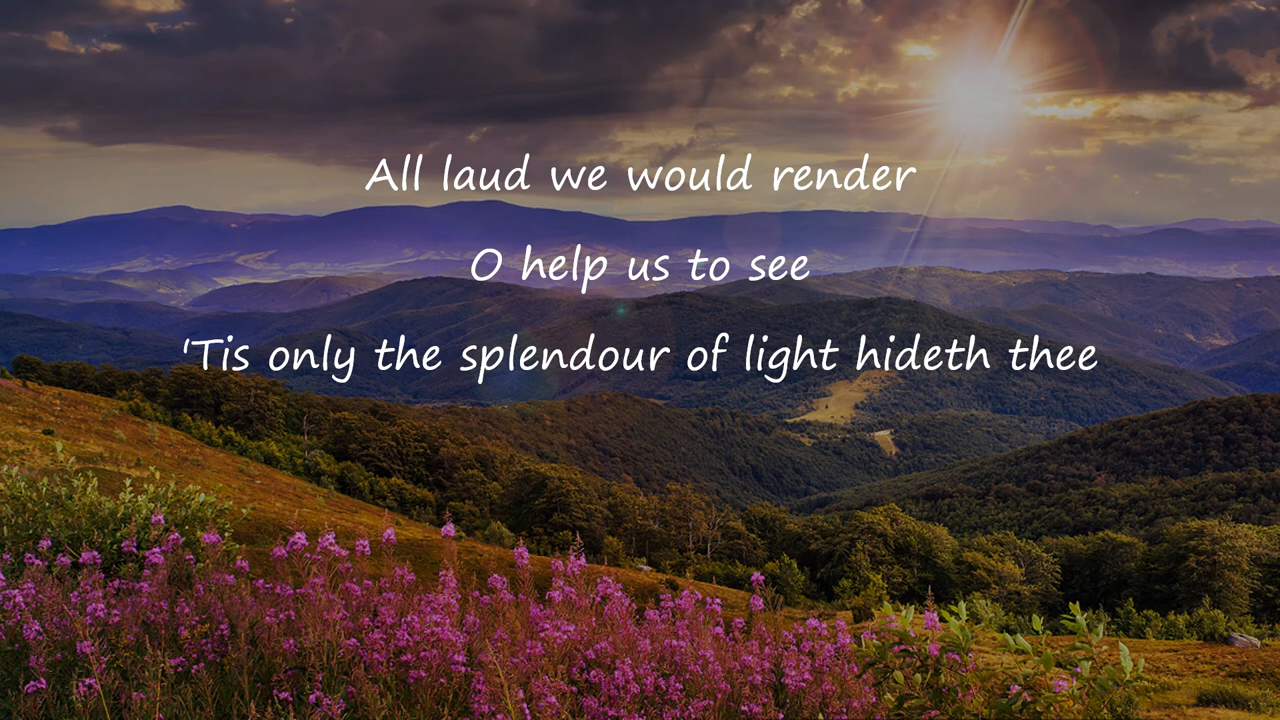 All laud we would render
O help us to see
'Tis only the splendour of light hideth thee